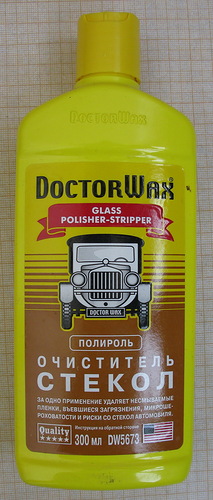 DOCTORWAX
DOCTORWAX®
GLASS
POLISHER-STRIPPER
DOCTOR WAX
ПОЛИРОЛЬ
ОЧИСТИТЕЛЬ
СТЕКОЛ
ЗА ОДНО ПРИМЕНЕНИЕ УДАЛЯЕТ НЕСМЫВАЕМЫЕ
ПЛЕНКИ, ВЪЕВШИЕСЯ ЗАГРЯЗНЕНИЯ, МИКРОШЕ-
РОХОВАТОСТИ И РИСКИ СО СТЕКОЛ АВТОМОБИЛЯ.
Quality
Инструкция на обратной стороне
300 МЛ DW5673